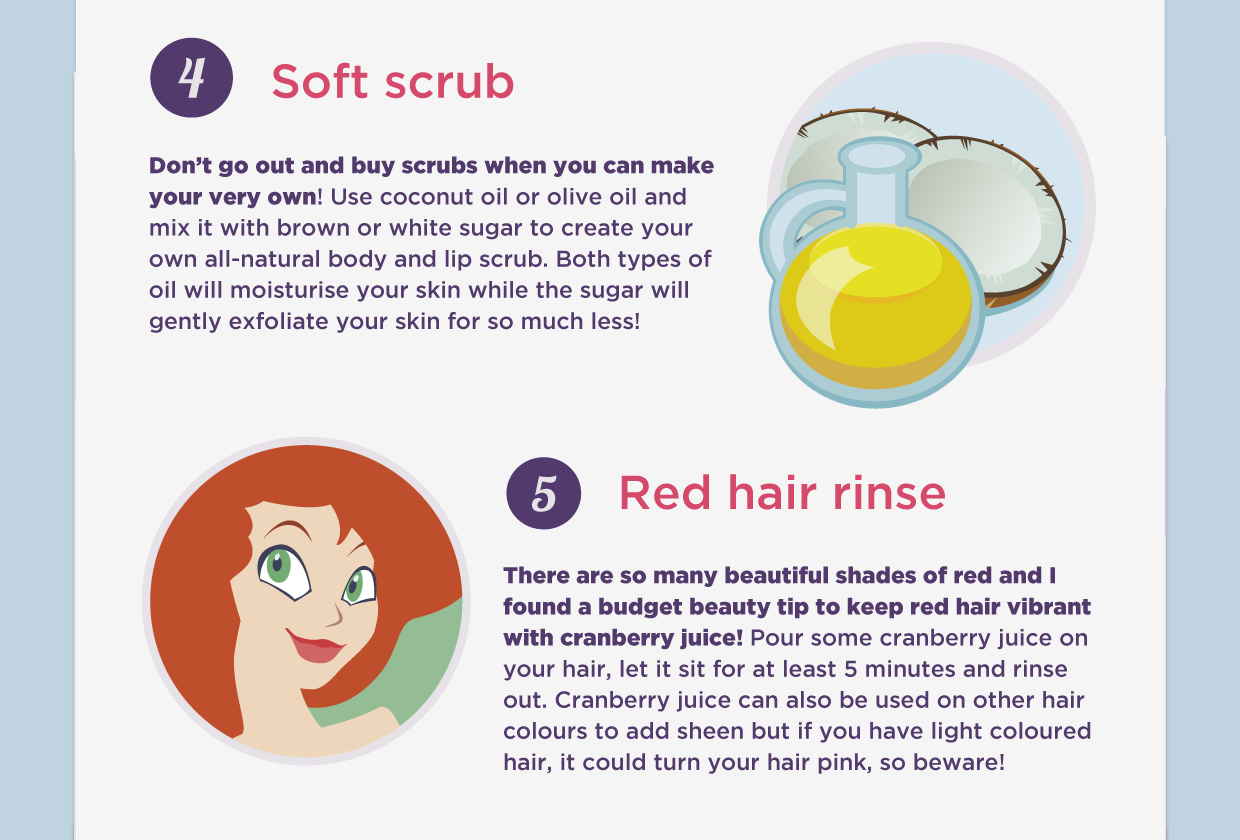 4 Soft scrub
Don’t go out and buy scrubs when you can make
your very own! Use coconut oil or olive oil and
mix it with brown or white sugar to create your
own all-natural body and lip scrub. Both types of
oil will moisturise your skin while the sugar will
gently exfoliate your skin for so much less!
5 Red hair rinse
There are so many beautiful shades of red and I
found a budget beauty tip to keep red hair vibrant
with cranberry juice! Pour some cranberry juice on
your hair, let it sit for at least 5 minutes and rinse
out. Cranberry juice can also be used on other hair
colours to add sheen but if you have light coloured
hair, it could turn your hair pink, so beware!